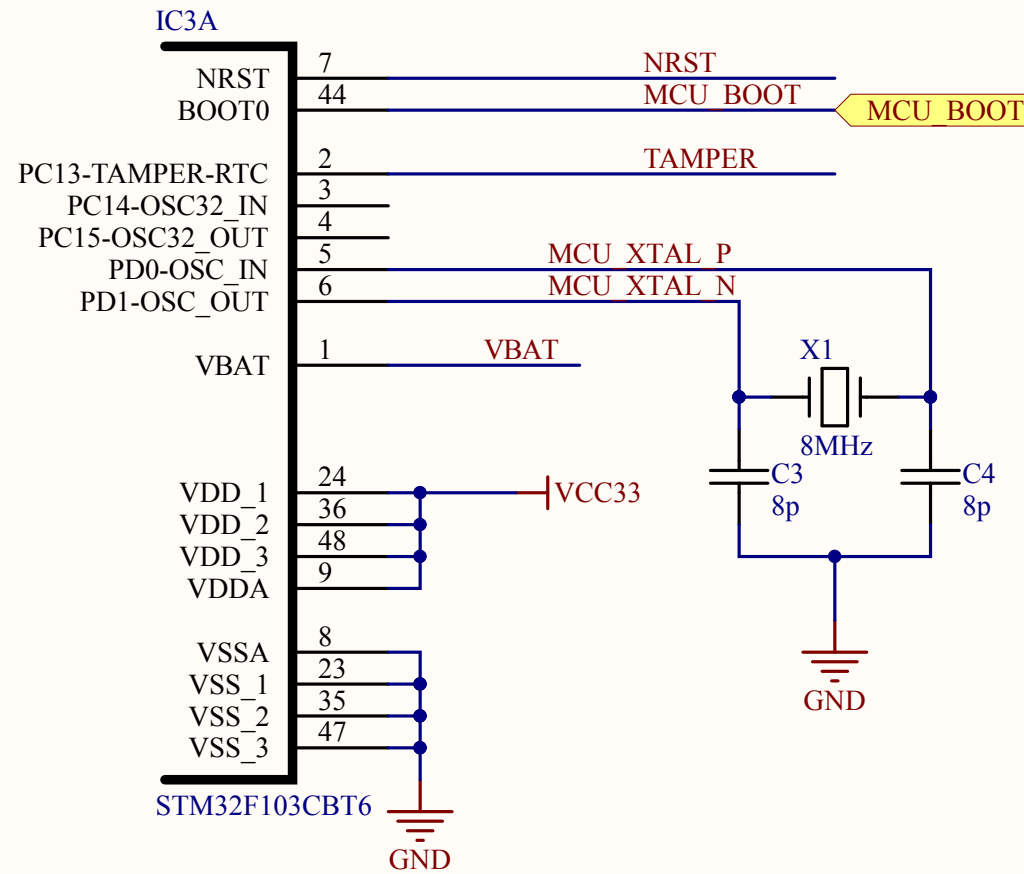 IC3A
NRST 7 NRST
BOOT0 44 MCU_BOOT MCU_BOOT
PC13-TAMPER-RTC 2 TAMPER
PC14-OSC32_IN 3
PC15-OSC32_OUT 4
PD0-OSC_IN 5 MCU_XTAL_P
PD1-OSC_OUT 6 MCU_XTAL_N
VBAT 1 VBAT
X1
8MHz
C3
8p
C4
8p
GND
VDD_1 24 VCC33
VDD_2 36
VDD_3 48
VDDA 9
VSSA 8
VSS_1 23
VSS_2 35
VSS_3 47
STM32F103CBT6
GND